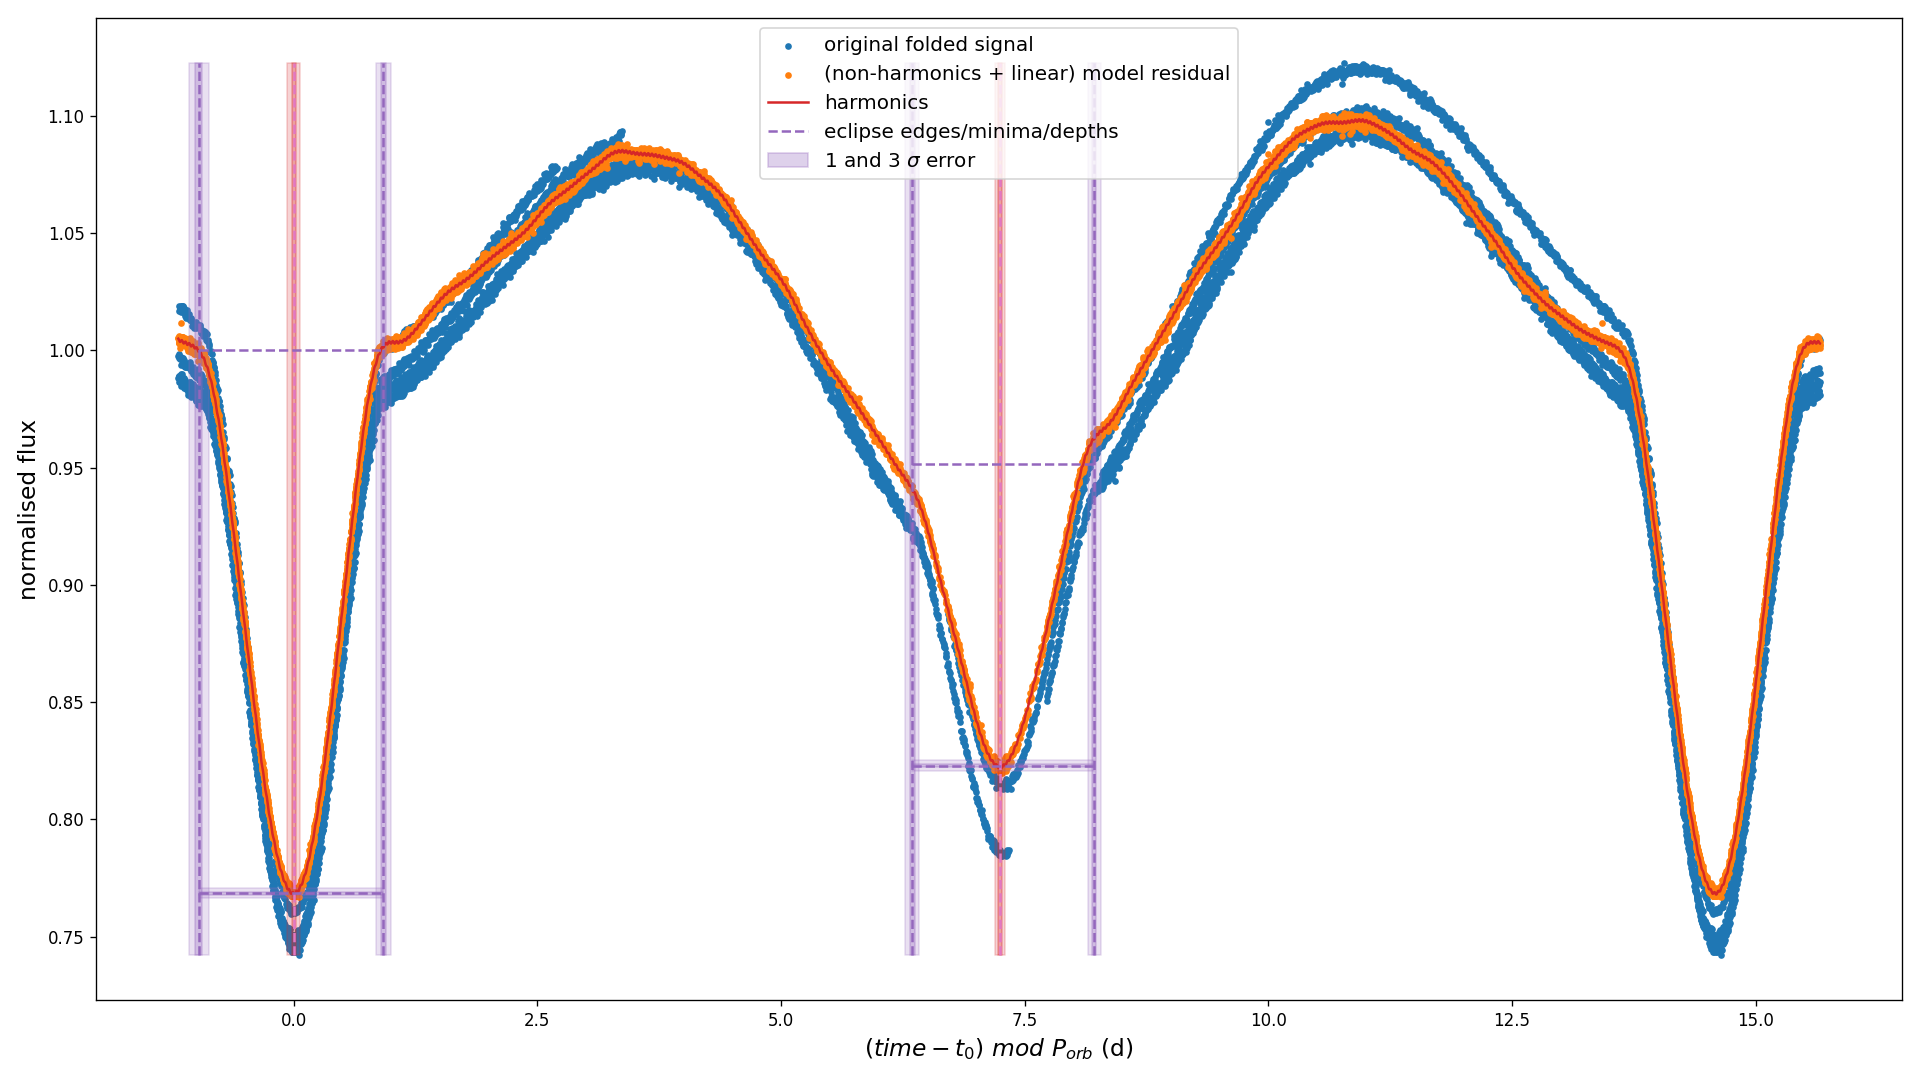 original folded signal
(non-harmonics + linear) model residual
harmonics
eclipse edges/minima/depths
1 and 3 σ error
normalised flux
1.10
1.05
1.00
0.95
0.90
0.85
0.80
0.75
0.0 2.5 5.0 7.5 10.0 12.5 15.0
(time − t₀) mod P_orb (d)